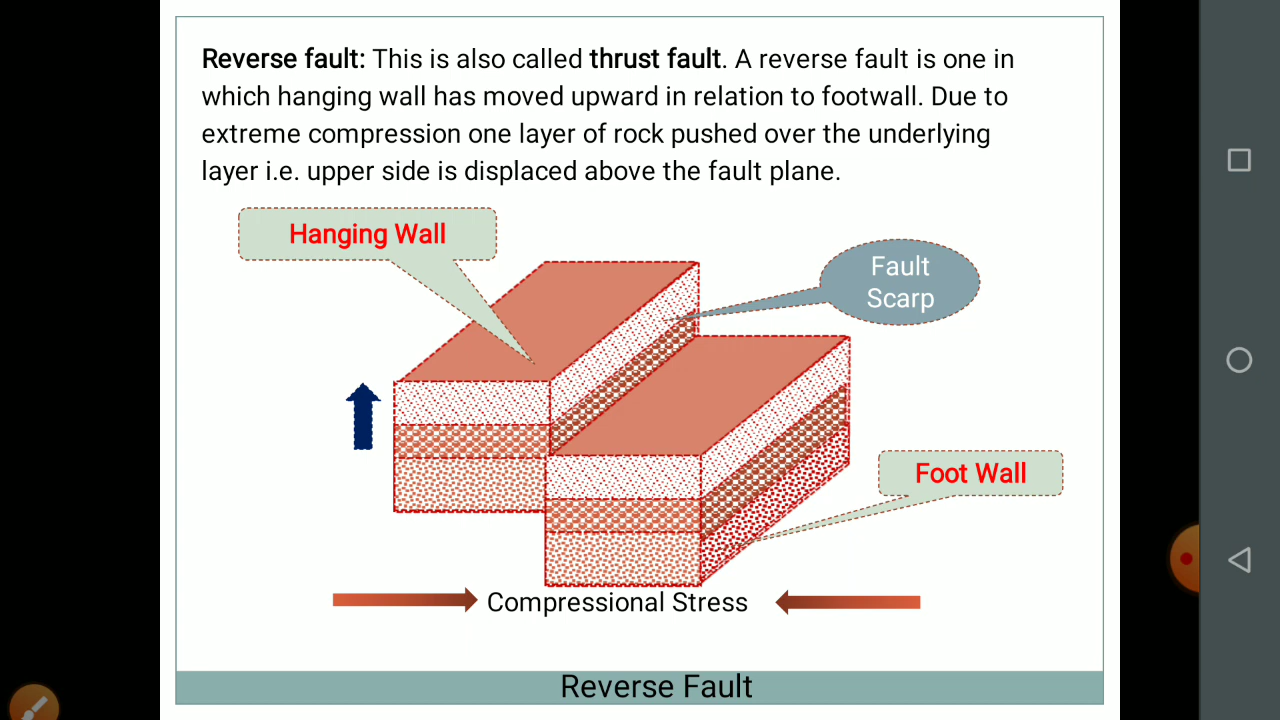 Reverse fault: This is also called thrust fault. A reverse fault is one in
which hanging wall has moved upward in relation to footwall. Due to
extreme compression one layer of rock pushed over the underlying
layer i.e. upper side is displaced above the fault plane.
Hanging Wall
Fault
Scarp
Foot Wall
Compressional Stress
Reverse Fault